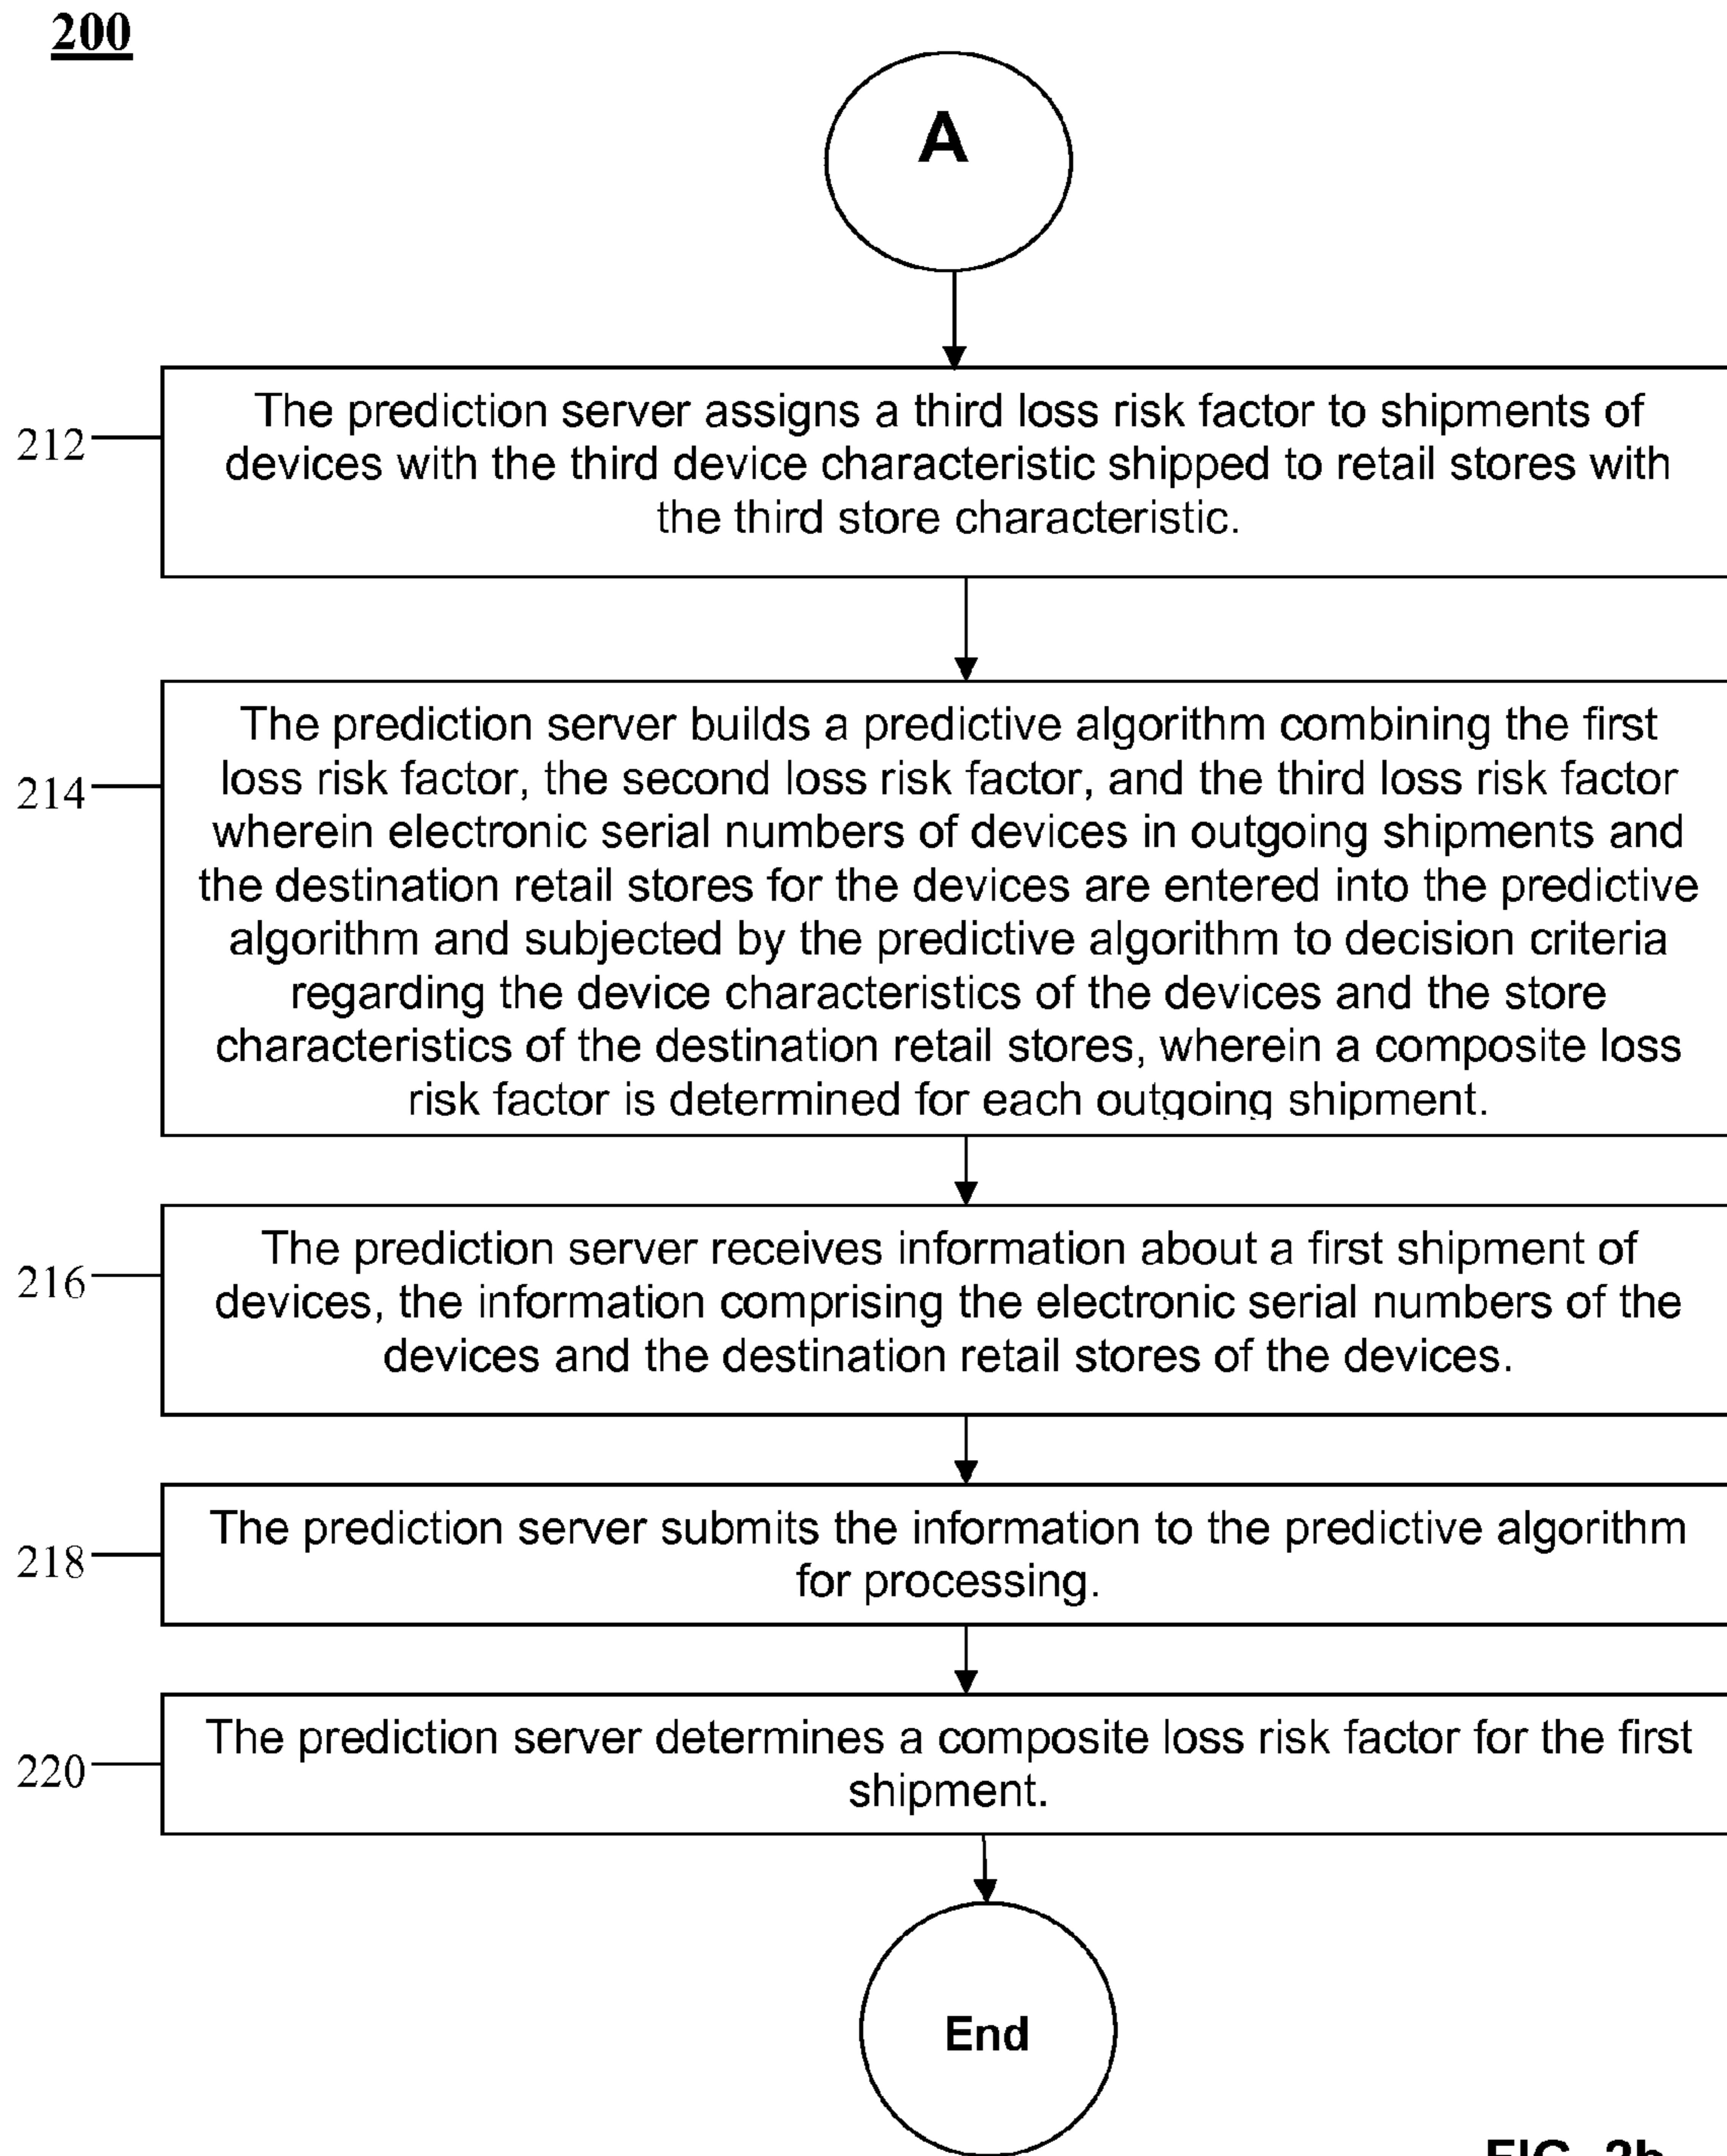 200
A
212
The prediction server assigns a third loss risk factor to shipments of
devices with the third device characteristic shipped to retail stores with
the third store characteristic.
214
The prediction server builds a predictive algorithm combining the first
loss risk factor, the second loss risk factor, and the third loss risk factor
wherein electronic serial numbers of devices in outgoing shipments and
the destination retail stores for the devices are entered into the predictive
algorithm and subjected by the predictive algorithm to decision criteria
regarding the device characteristics of the devices and the store
characteristics of the destination retail stores, wherein a composite loss
risk factor is determined for each outgoing shipment.
216
The prediction server receives information about a first shipment of
devices, the information comprising the electronic serial numbers of the
devices and the destination retail stores of the devices.
218
The prediction server submits the information to the predictive algorithm
for processing.
220
The prediction server determines a composite loss risk factor for the first
shipment.
End
FIG. 2b